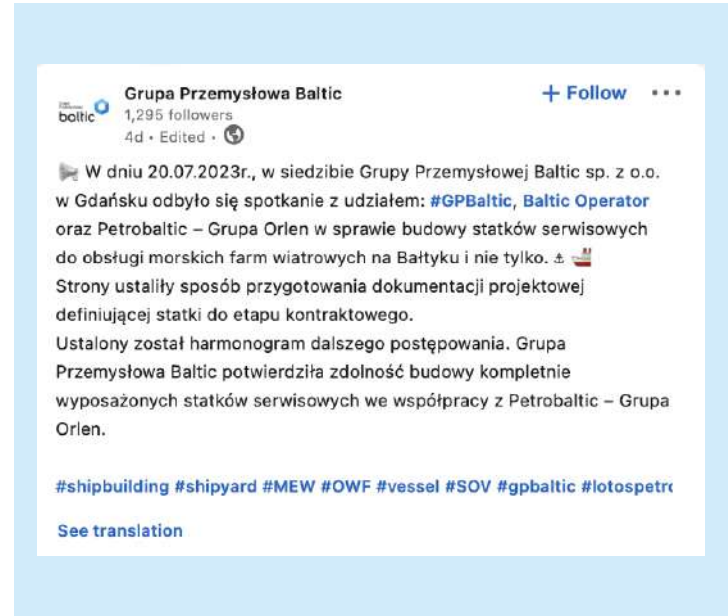 baltic
Grupa Przemysłowa Baltic
+ Follow
1,295 followers
4d • Edited •
W dniu 20.07.2023r., w siedzibie Grupy Przemysłowej Baltic sp. z o.o.
w Gdańsku odbyło się spotkanie z udziałem: #GPBaltic, Baltic Operator
oraz Petrobaltic – Grupa Orlen w sprawie budowy statków serwisowych
do obsługi morskich farm wiatrowych na Bałtyku i nie tylko.
Strony ustaliły sposób przygotowania dokumentacji projektowej
definiującej statki do etapu kontraktowego.
Ustalony został harmonogram dalszego postępowania. Grupa
Przemysłowa Baltic potwierdziła zdolność budowy kompletnie
wyposażonych statków serwisowych we współpracy z Petrobaltic – Grupa
Orlen.
#shipbuilding #shipyard #MEW #OWF #vessel #SOV #gpbaltic #lotospetro
See translation